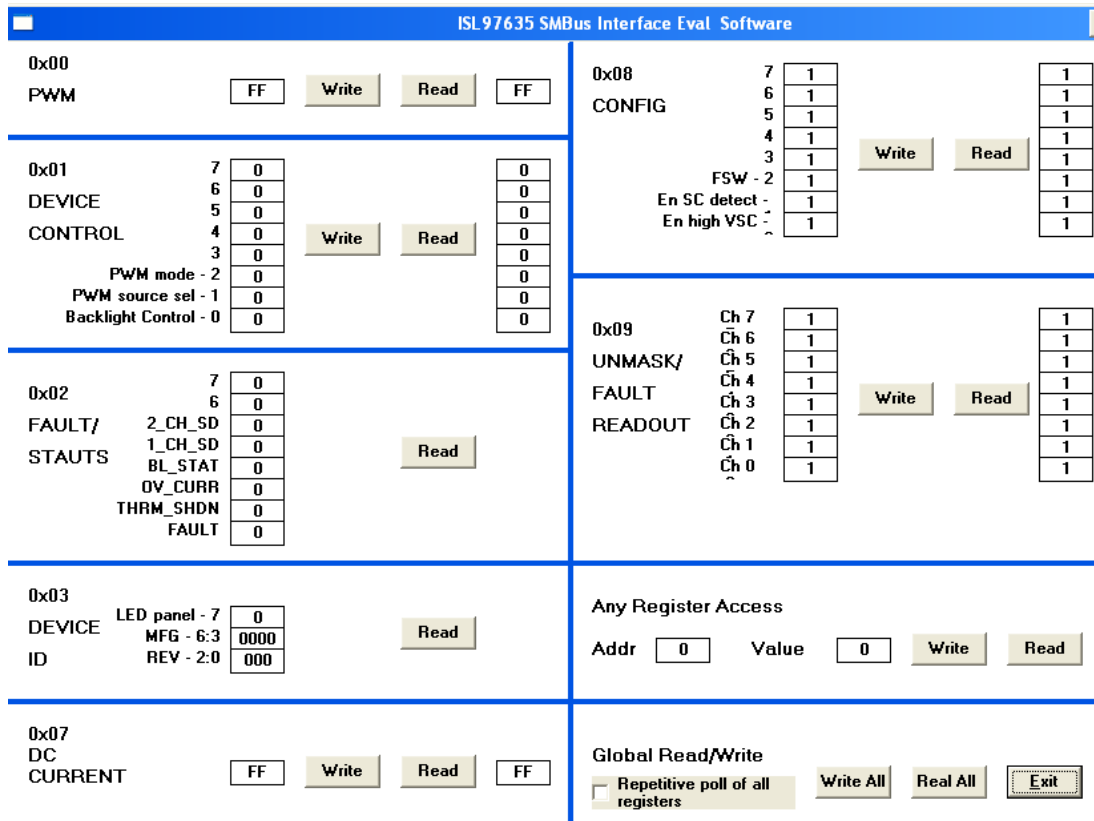 ISL97635 SMBus Interface Eval Software
0x00
PWM
FF Write Read FF
0x01
DEVICE
CONTROL
7 0 0
6 0 0
5 0 0
4 0 Write Read 0
3 0 0
PWM mode - 2 0 0
PWM source sel - 1 0 0
Backlight Control - 0 0 0
0x02
FAULT/
STAUTS
7 0
6 0
2_CH_SD 0
1_CH_SD 0 Read
BL_STAT 0
OV_CURR 0
THRM_SHDN 0
FAULT 0
0x03
DEVICE
ID
LED panel - 7 0
MFG - 6:3 0000 Read
REV - 2:0 000
0x07
DC
CURRENT
FF Write Read FF
0x08
CONFIG
7 1 1
6 1 1
5 1 1
4 1 1
3 1 Write Read 1
FSW - 2 1 1
En SC detect - 1 1
En high VSC - 1 1
0x09
UNMASK/
FAULT
READOUT
Ch 7 1 1
Ch 6 1 1
Ch 5 1 1
Ch 4 1 1
Ch 3 1 Write Read 1
Ch 2 1 1
Ch 1 1 1
Ch 0 1 1
Any Register Access
Addr 0 Value 0 Write Read
Global Read/Write
Repetitive poll of all
registers
Write All Real All Exit